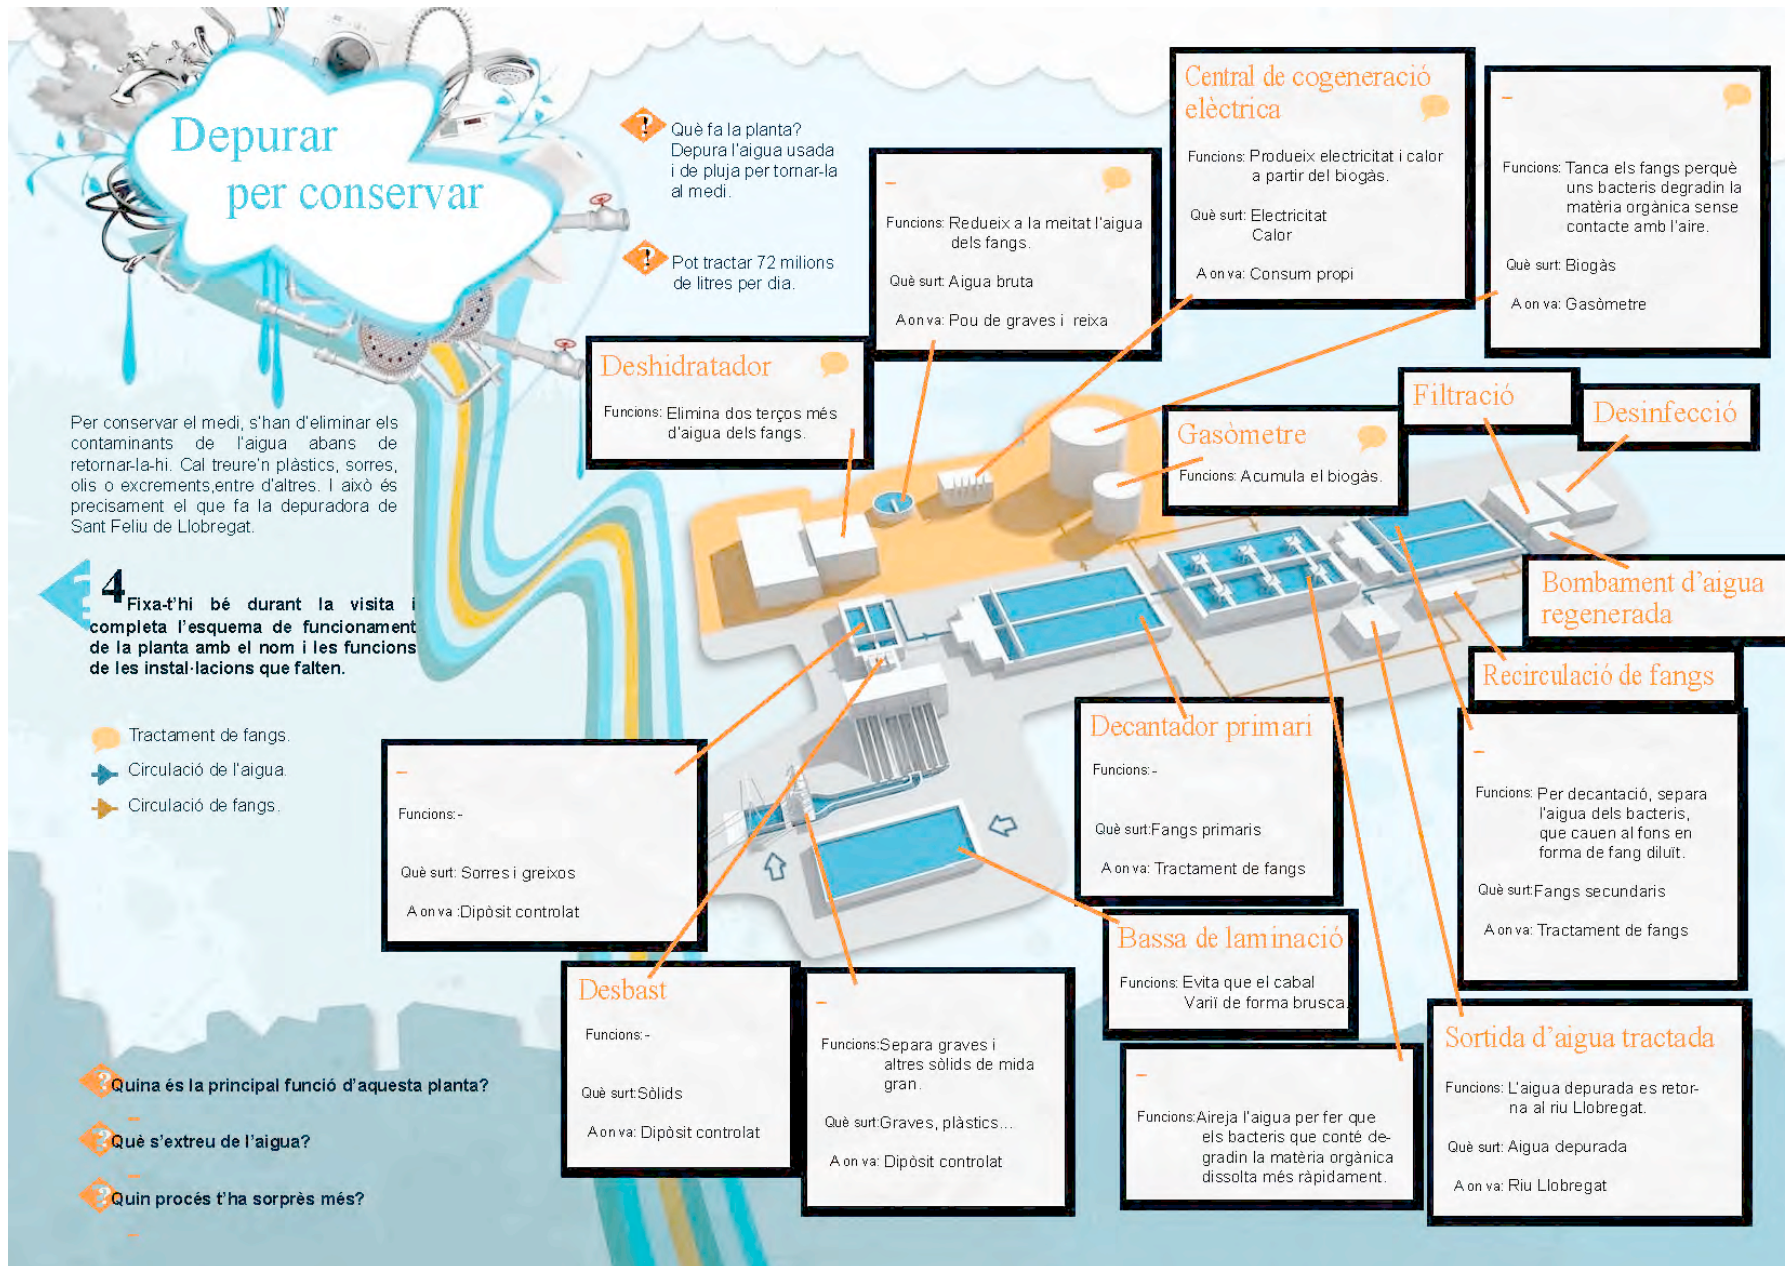 Depurar
per conservar
Què fa la planta?
Depura l'aigua usada
i de pluja per tornar-la
al medi.
Pot tractar 72 milions
de litres per dia.
Per conservar el medi, s'han d'eliminar els
contaminants de l'aigua abans de
retornar-la-hi. Cal treure'n plàstics, sorres,
olis o excrements,entre d'altres. I això és
precisament el que fa la depuradora de
Sant Feliu de Llobregat.
4
Fixa-t'hi bé durant la visita i
completa l'esquema de funcionament
de la planta amb el nom i les funcions
de les instal·lacions que falten.
Tractament de fangs.
Circulació de l'aigua.
Circulació de fangs.
Deshidratador
Funcions: Elimina dos terços més
d'aigua dels fangs.
-
Funcions: Redueix a la meitat l'aigua
dels fangs.
Què surt: Aigua bruta
A on va: Pou de graves i reixa
Central de cogeneració
elèctrica
Funcions: Produeix electricitat i calor
a partir del biogàs.
Què surt: Electricitat
Calor
A on va: Consum propi
-
Funcions: Tanca els fangs perquè
uns bacteris degradin la
matèria orgànica sense
contacte amb l'aire.
Què surt: Biogàs
A on va: Gasòmetre
Gasòmetre
Funcions: Acumula el biogàs.
Filtració
Desinfecció
Bombament d'aigua
regenerada
Recirculació de fangs
-
Funcions:-
Què surt: Sorres i greixos
A on va :Dipòsit controlat
Desbast
Funcions:-
Què surt:Sòlids
A on va: Dipòsit controlat
-
Funcions:Separa graves i
altres sòlids de mida
gran.
Què surt:Graves, plàstics...
A on va: Dipòsit controlat
Decantador primari
Funcions:-
Què surt:Fangs primaris
A on va: Tractament de fangs
Bassa de laminació
Funcions: Evita que el cabal
Variï de forma brusca.
-
Funcions:Aireja l'aigua per fer que
els bacteris que conté de-
gradin la matèria orgànica
dissolta més ràpidament.
-
Funcions: Per decantació, separa
l'aigua dels bacteris,
que cauen al fons en
forma de fang diluït.
Què surt:Fangs secundaris
A on va: Tractament de fangs
Sortida d'aigua tractada
Funcions: L'aigua depurada es retor-
na al riu Llobregat.
Què surt: Aigua depurada
A on va: Riu Llobregat
Quina és la principal funció d'aquesta planta?
-
Què s'extreu de l'aigua?
-
Quin procés t'ha sorprès més?
-